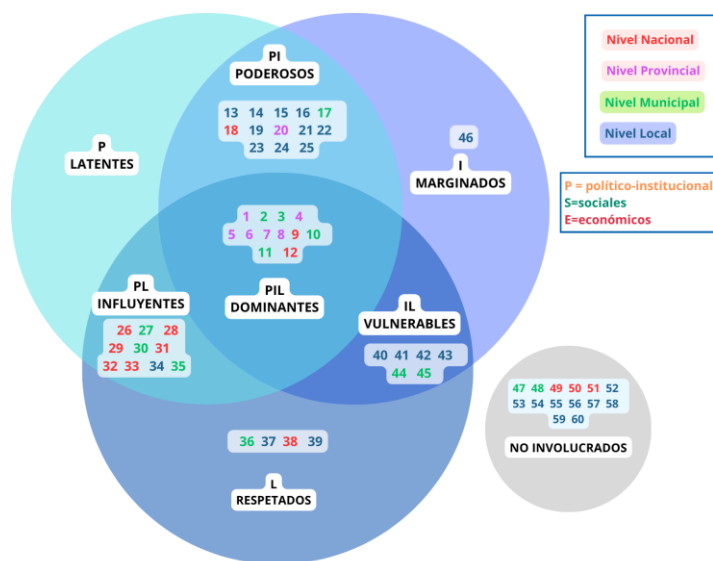 PI
PODEROSOS
13 14 15 16 17
18 19 20 21 22
23 24 25
P
LATENTES
46
I
MARGINADOS
1 2 3 4
5 6 7 8 9 10
11 12
PIL
DOMINANTES
PL
INFLUYENTES
26 27 28
29 30 31
32 33 34 35
IL
VULNERABLES
40 41 42 43
44 45
36 37 38 39
L
RESPETADOS
47 48 49 50 51 52
53 54 55 56 57 58
59 60
NO INVOLUCRADOS
Nivel Nacional
Nivel Provincial
Nivel Municipal
Nivel Local
P = político-institucional
S=sociales
E=económicos